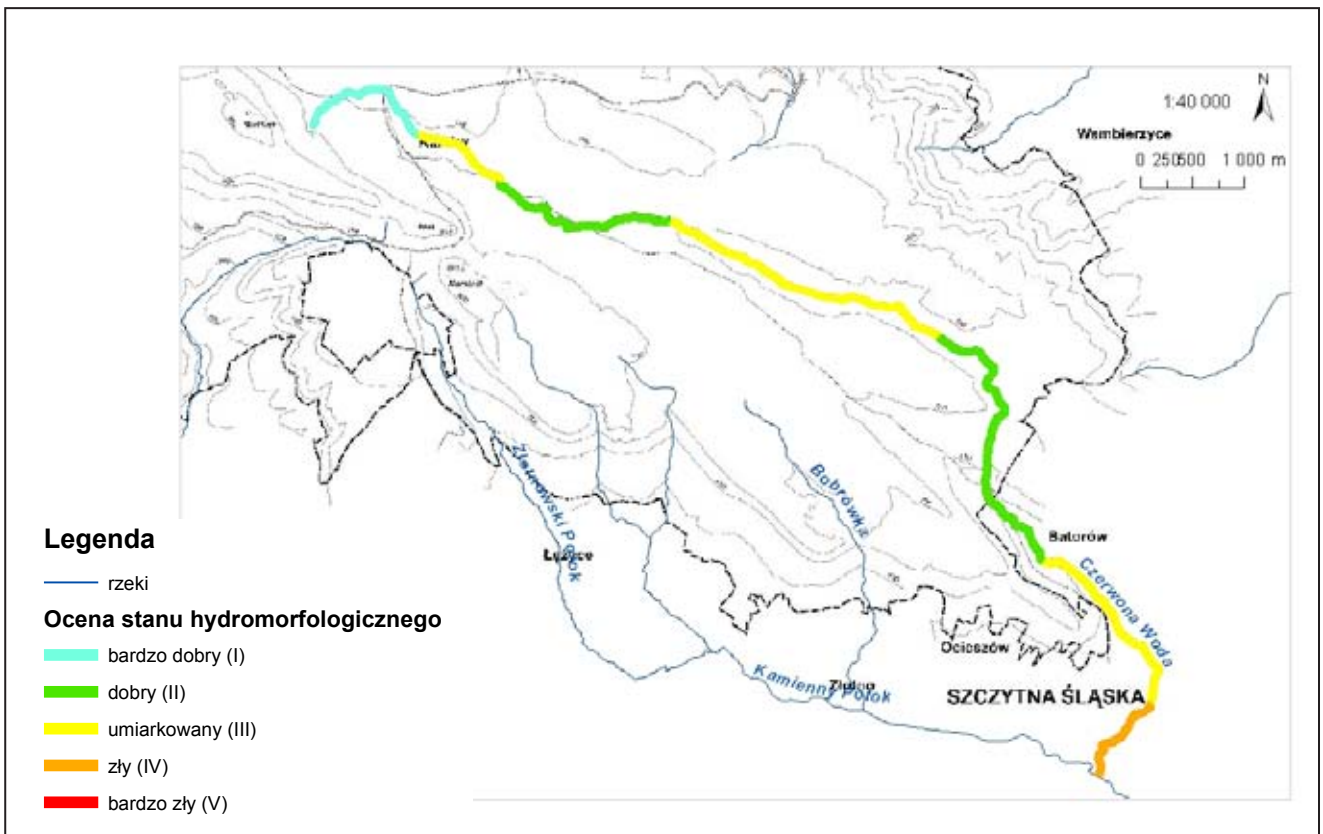 N
1:40 000
Wambierzyce
0 250500 1 000 m
Bobrówka
Batorów
Czerwona Woda
Łężyce
Ocieszów
Kamienny Potok
SZCZYTNA ŚLĄSKA
Legenda
rzeki
Ocena stanu hydromorfologicznego
bardzo dobry (I)
dobry (II)
umiarkowany (III)
zły (IV)
bardzo zły (V)